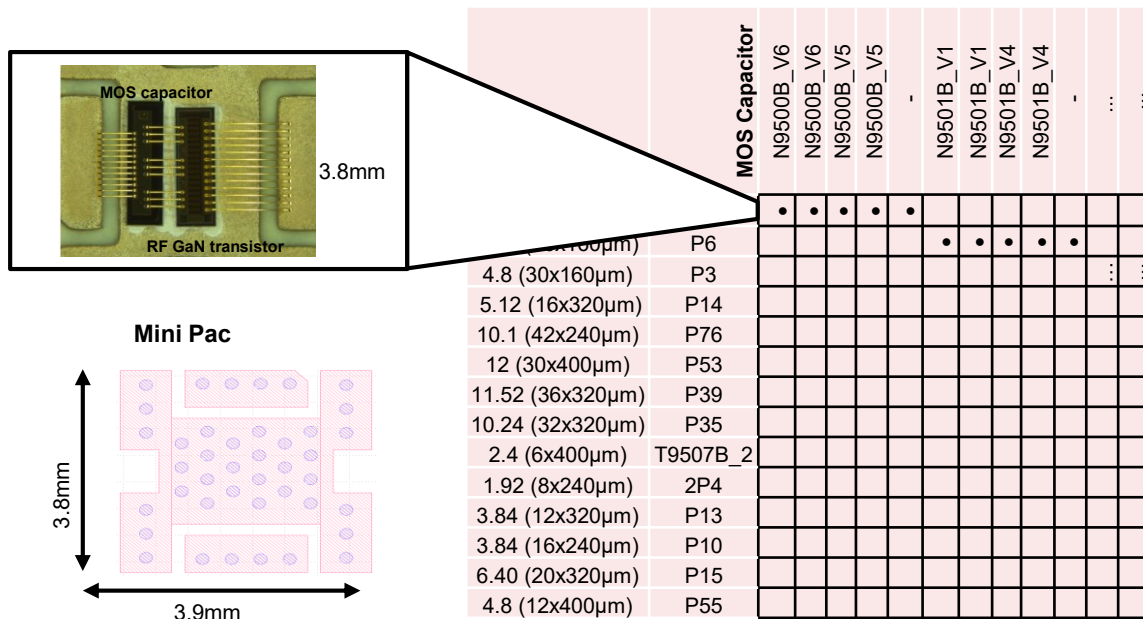 MOS capacitor
RF GaN transistor
3.8mm
Mini Pac
3.8mm
3.9mm
MOS Capacitor
N9500B_V6
N9500B_V6
N9500B_V5
N9500B_V5
-
N9501B_V1
N9501B_V1
N9501B_V4
N9501B_V4
-
...
P6
4.8 (30x160µm) P3
5.12 (16x320µm) P14
10.1 (42x240µm) P76
12 (30x400µm) P53
11.52 (36x320µm) P39
10.24 (32x320µm) P35
2.4 (6x400µm) T9507B_2
1.92 (8x240µm) 2P4
3.84 (12x320µm) P13
3.84 (16x240µm) P10
6.40 (20x320µm) P15
4.8 (12x400µm) P55